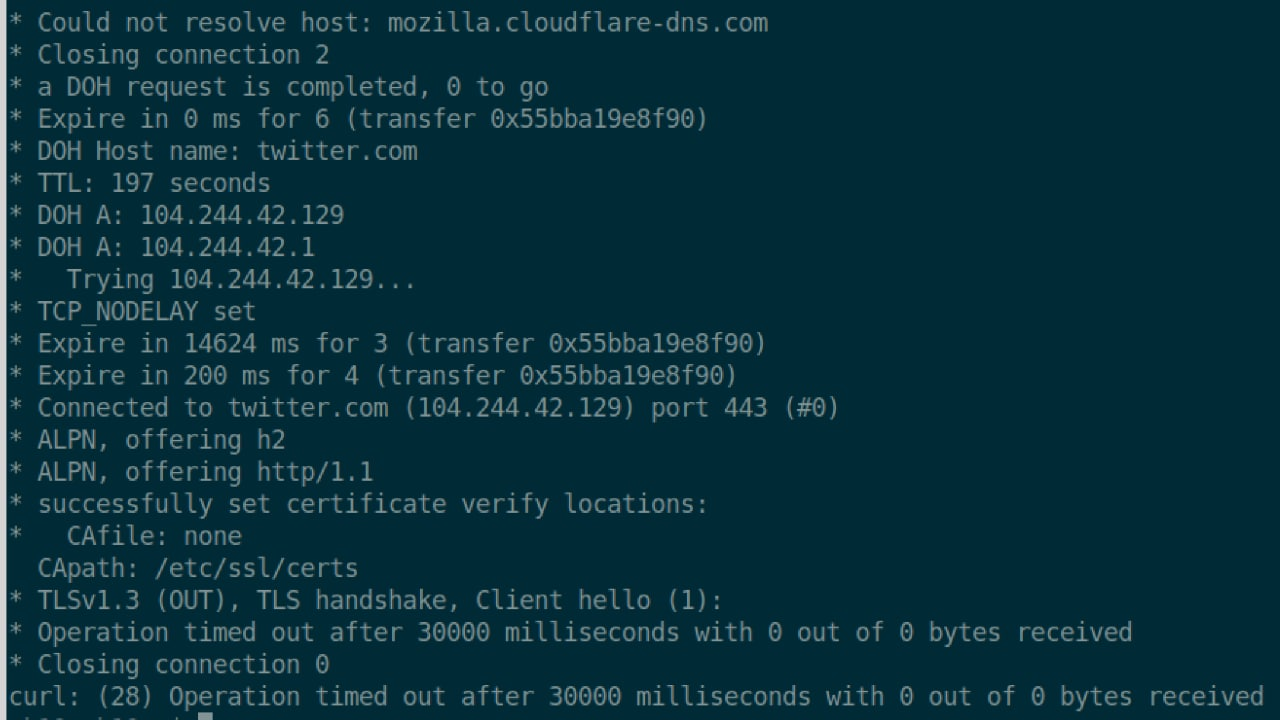 * Could not resolve host: mozilla.cloudflare-dns.com
* Closing connection 2
* a DOH request is completed, 0 to go
* Expire in 0 ms for 6 (transfer 0x55bba19e8f90)
* DOH Host name: twitter.com
* TTL: 197 seconds
* DOH A: 104.244.42.129
* DOH A: 104.244.42.1
*   Trying 104.244.42.129...
* TCP_NODELAY set
* Expire in 14624 ms for 3 (transfer 0x55bba19e8f90)
* Expire in 200 ms for 4 (transfer 0x55bba19e8f90)
* Connected to twitter.com (104.244.42.129) port 443 (#0)
* ALPN, offering h2
* ALPN, offering http/1.1
* successfully set certificate verify locations:
*   CAfile: none
  CApath: /etc/ssl/certs
* TLSv1.3 (OUT), TLS handshake, Client hello (1):
* Operation timed out after 30000 milliseconds with 0 out of 0 bytes received
* Closing connection 0
curl: (28) Operation timed out after 30000 milliseconds with 0 out of 0 bytes received